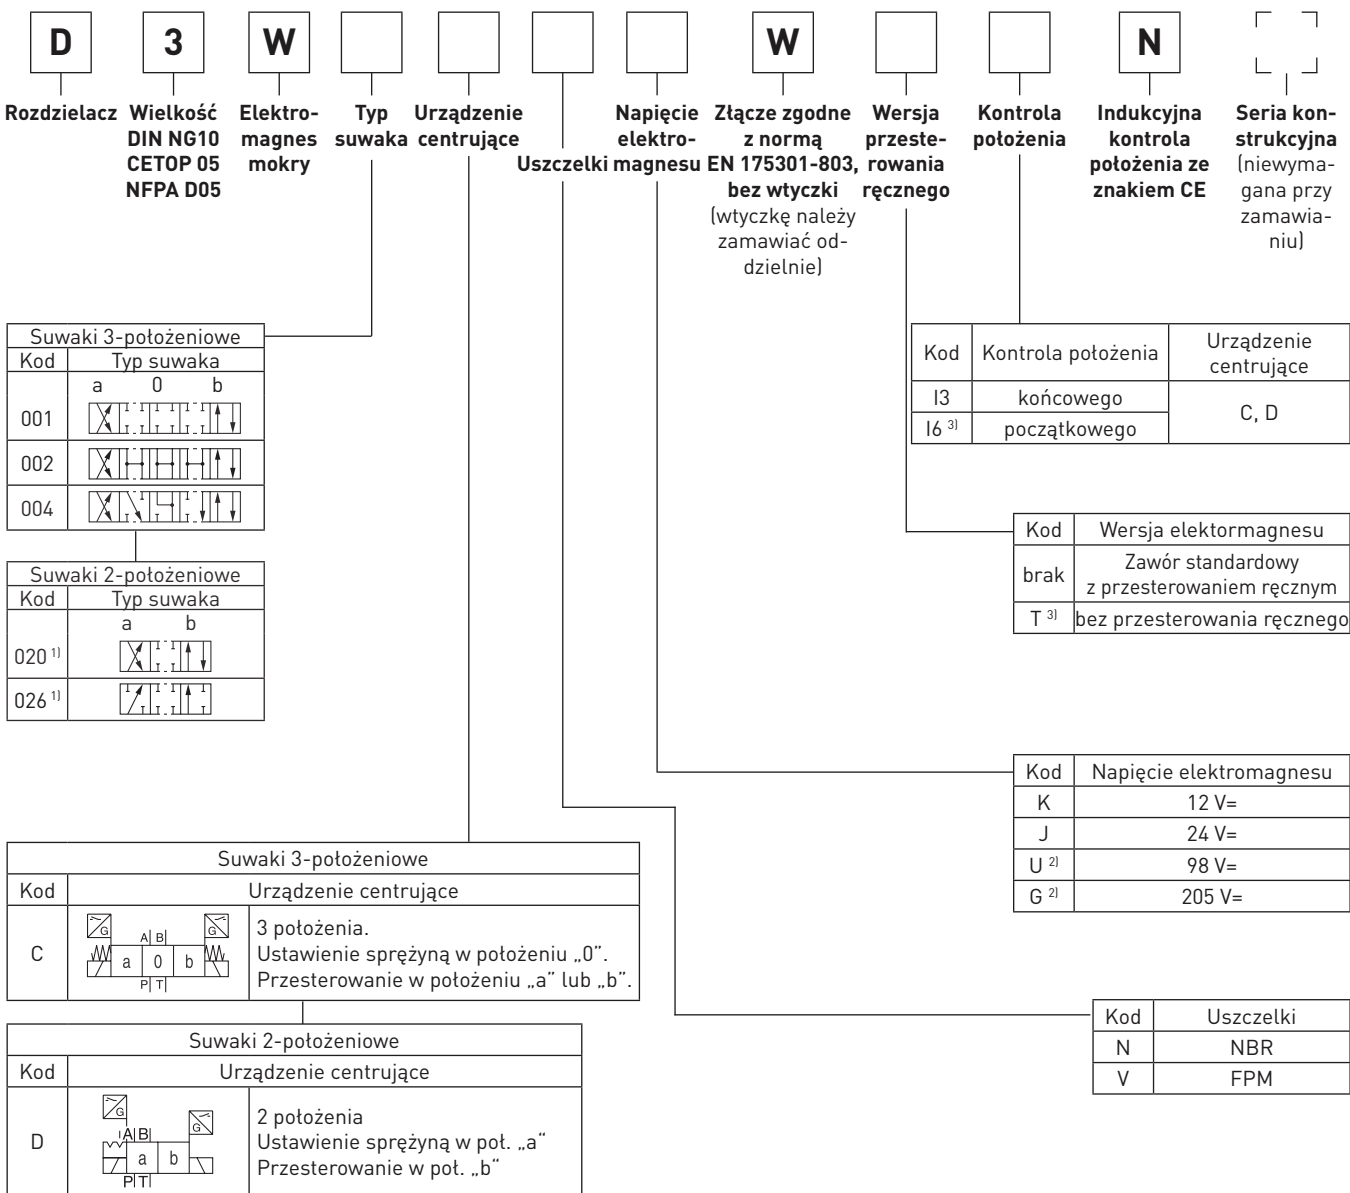 D 3 W W N
Rozdzielacz
Wielkość
DIN NG10
CETOP 05
NFPA D05
Elektro-
magnes
mokry
Typ
suwaka
Urządzenie
centrujące
Uszczelki
Napięcie
elektro-
magnesu
Złącze zgodne
z normą
EN 175301-803,
bez wtyczki
(wtyczkę należy
zamawiać od-
dzielnie)
Wersja
przeste-
rowania
ręcznego
Kontrola
położenia
Indukcyjna
kontrola
położenia ze
znakiem CE
Seria kon-
strukcyjna
(niewyma-
gana przy
zamawia-
niu)
Suwaki 3-położeniowe
Kod Typ suwaka
a 0 b
001
002
004
Suwaki 2-położeniowe
Kod Typ suwaka
a b
020 1)
026 1)
Kod Kontrola położenia Urządzenie
centrujące
I3 końcowego
C, D
I6 3) początkowego
Kod Wersja elektormagnesu
brak Zawór standardowy
z przesterowaniem ręcznym
T 3) bez przesterowania ręcznego
Kod Napięcie elektromagnesu
K 12 V=
J 24 V=
U 2) 98 V=
G 2) 205 V=
Suwaki 3-położeniowe
Kod Urządzenie centrujące
C
G G
A B
a 0 b
P T
3 położenia.
Ustawienie sprężyną w położeniu „0”.
Przesterowanie w położeniu „a” lub „b”.
Kod Uszczelki
N NBR
V FPM
Suwaki 2-położeniowe
Kod Urządzenie centrujące
D
G G
A B
a b
P T
2 położenia
Ustawienie sprężyną w poł. „a“
Przesterowanie w poł. „b“